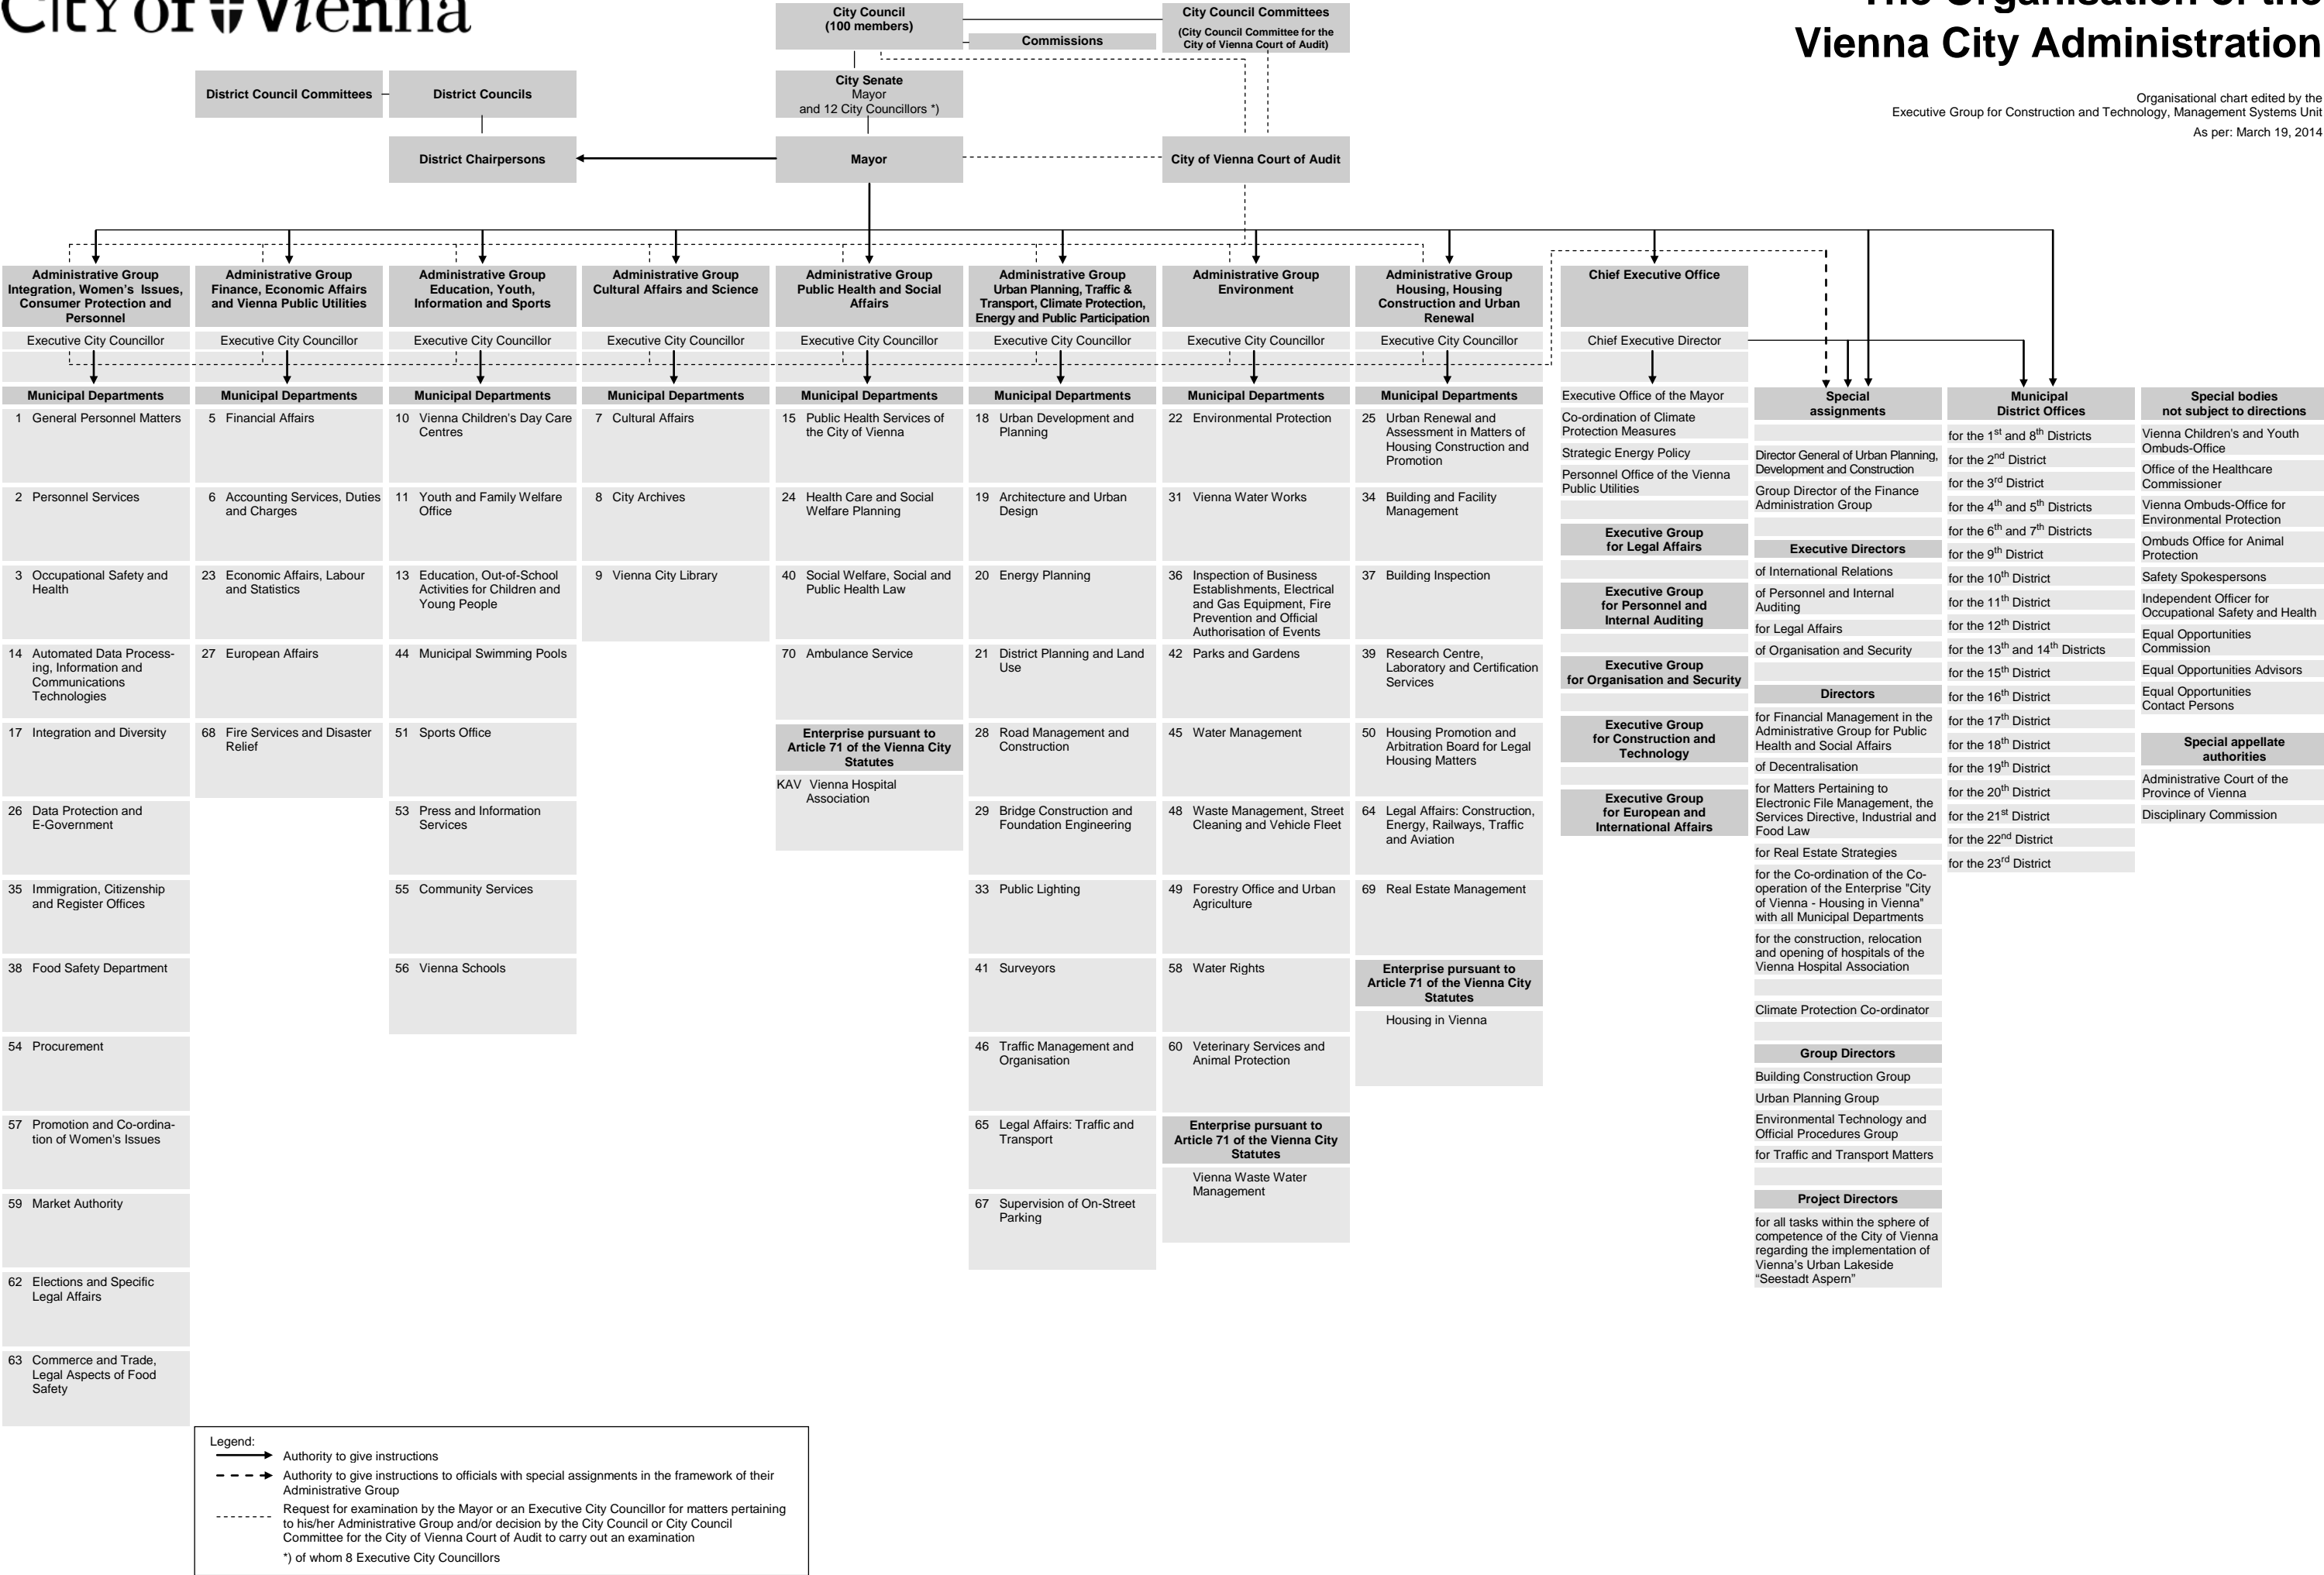 City of Vienna
The Organisation of the
Vienna City Administration
Organisational chart edited by the
Executive Group for Construction and Technology, Management Systems Unit
As per: March 19, 2014
City Council
(100 members)
Commissions
City Council Committees
(City Council Committee for the
City of Vienna Court of Audit)
District Council Committees
District Councils
City Senate
Mayor
and 12 City Councillors *)
District Chairpersons
Mayor
City of Vienna Court of Audit
Administrative Group
Integration, Women's Issues,
Consumer Protection and
Personnel
Executive City Councillor
Municipal Departments
1 General Personnel Matters
2 Personnel Services
3 Occupational Safety and
Health
14 Automated Data Process-
ing, Information and
Communications
Technologies
17 Integration and Diversity
26 Data Protection and
E-Government
35 Immigration, Citizenship
and Register Offices
38 Food Safety Department
54 Procurement
57 Promotion and Co-ordina-
tion of Women's Issues
59 Market Authority
62 Elections and Specific
Legal Affairs
63 Commerce and Trade,
Legal Aspects of Food
Safety
Administrative Group
Finance, Economic Affairs
and Vienna Public Utilities
Executive City Councillor
Municipal Departments
5 Financial Affairs
6 Accounting Services, Duties
and Charges
23 Economic Affairs, Labour
and Statistics
27 European Affairs
68 Fire Services and Disaster
Relief
Administrative Group
Education, Youth,
Information and Sports
Executive City Councillor
Municipal Departments
10 Vienna Children's Day Care
Centres
11 Youth and Family Welfare
Office
13 Education, Out-of-School
Activities for Children and
Young People
44 Municipal Swimming Pools
51 Sports Office
53 Press and Information
Services
55 Community Services
56 Vienna Schools
Administrative Group
Cultural Affairs and Science
Executive City Councillor
Municipal Departments
7 Cultural Affairs
8 City Archives
9 Vienna City Library
Administrative Group
Public Health and Social
Affairs
Executive City Councillor
Municipal Departments
15 Public Health Services of
the City of Vienna
24 Health Care and Social
Welfare Planning
40 Social Welfare, Social and
Public Health Law
70 Ambulance Service
Enterprise pursuant to
Article 71 of the Vienna City
Statutes
KAV Vienna Hospital
Association
Administrative Group
Urban Planning, Traffic &
Transport, Climate Protection,
Energy and Public Participation
Executive City Councillor
Municipal Departments
18 Urban Development and
Planning
19 Architecture and Urban
Design
20 Energy Planning
21 District Planning and Land
Use
28 Road Management and
Construction
29 Bridge Construction and
Foundation Engineering
33 Public Lighting
41 Surveyors
46 Traffic Management and
Organisation
65 Legal Affairs: Traffic and
Transport
67 Supervision of On-Street
Parking
Administrative Group
Environment
Executive City Councillor
Municipal Departments
22 Environmental Protection
31 Vienna Water Works
36 Inspection of Business
Establishments, Electrical
and Gas Equipment, Fire
Prevention and Official
Authorisation of Events
42 Parks and Gardens
45 Water Management
48 Waste Management, Street
Cleaning and Vehicle Fleet
49 Forestry Office and Urban
Agriculture
58 Water Rights
60 Veterinary Services and
Animal Protection
Enterprise pursuant to
Article 71 of the Vienna City
Statutes
Vienna Waste Water
Management
Administrative Group
Housing, Housing
Construction and Urban
Renewal
Executive City Councillor
Municipal Departments
25 Urban Renewal and
Assessment in Matters of
Housing Construction and
Promotion
34 Building and Facility
Management
37 Building Inspection
39 Research Centre,
Laboratory and Certification
Services
50 Housing Promotion and
Arbitration Board for Legal
Housing Matters
64 Legal Affairs: Construction,
Energy, Railways, Traffic
and Aviation
69 Real Estate Management
Enterprise pursuant to
Article 71 of the Vienna City
Statutes
Housing in Vienna
Chief Executive Office
Chief Executive Director
Executive Office of the Mayor
Co-ordination of Climate
Protection Measures
Strategic Energy Policy
Personnel Office of the Vienna
Public Utilities
Executive Group
for Legal Affairs
Executive Group
for Personnel and
Internal Auditing
Executive Group
for Organisation and Security
Executive Group
for Construction and
Technology
Executive Group
for European and
International Affairs
Special
assignments
Director General of Urban Planning,
Development and Construction
Group Director of the Finance
Administration Group
Executive Directors
of International Relations
of Personnel and Internal
Auditing
for Legal Affairs
of Organisation and Security
Directors
for Financial Management in the
Administrative Group for Public
Health and Social Affairs
of Decentralisation
for Matters Pertaining to
Electronic File Management, the
Services Directive, Industrial and
Food Law
for Real Estate Strategies
for the Co-ordination of the Co-
operation of the Enterprise "City
of Vienna - Housing in Vienna"
with all Municipal Departments
for the construction, relocation
and opening of hospitals of the
Vienna Hospital Association
Climate Protection Co-ordinator
Group Directors
Building Construction Group
Urban Planning Group
Environmental Technology and
Official Procedures Group
for Traffic and Transport Matters
Project Directors
for all tasks within the sphere of
competence of the City of Vienna
regarding the implementation of
Vienna's Urban Lakeside
“Seestadt Aspern”
Municipal
District Offices
for the 1st and 8th Districts
for the 2nd District
for the 3rd District
for the 4th and 5th Districts
for the 6th and 7th Districts
for the 9th District
for the 10th District
for the 11th District
for the 12th District
for the 13th and 14th Districts
for the 15th District
for the 16th District
for the 17th District
for the 18th District
for the 19th District
for the 20th District
for the 21st District
for the 22nd District
for the 23rd District
Special bodies
not subject to directions
Vienna Children's and Youth
Ombuds-Office
Office of the Healthcare
Commissioner
Vienna Ombuds-Office for
Environmental Protection
Ombuds Office for Animal
Protection
Safety Spokespersons
Independent Officer for
Occupational Safety and Health
Equal Opportunities
Commission
Equal Opportunities Advisors
Equal Opportunities
Contact Persons
Special appellate
authorities
Administrative Court of the
Province of Vienna
Disciplinary Commission
Legend:
Authority to give instructions
Authority to give instructions to officials with special assignments in the framework of their
Administrative Group
Request for examination by the Mayor or an Executive City Councillor for matters pertaining
to his/her Administrative Group and/or decision by the City Council or City Council
Committee for the City of Vienna Court of Audit to carry out an examination
*) of whom 8 Executive City Councillors